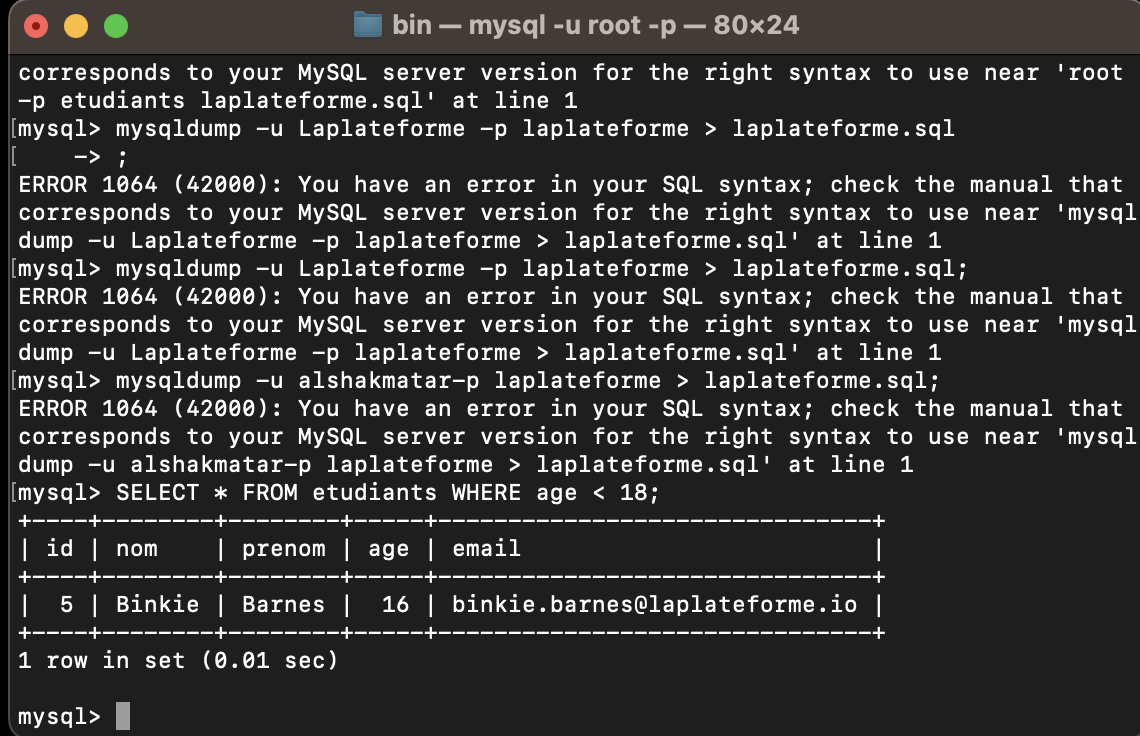 bin — mysql -u root -p — 80×24
corresponds to your MySQL server version for the right syntax to use near 'root
-p etudiants laplateforme.sql' at line 1
[mysql> mysqldump -u Laplateforme -p laplateforme > laplateforme.sql
[    -> ;
ERROR 1064 (42000): You have an error in your SQL syntax; check the manual that
corresponds to your MySQL server version for the right syntax to use near 'mysql
dump -u Laplateforme -p laplateforme > laplateforme.sql' at line 1
[mysql> mysqldump -u Laplateforme -p laplateforme > laplateforme.sql;
ERROR 1064 (42000): You have an error in your SQL syntax; check the manual that
corresponds to your MySQL server version for the right syntax to use near 'mysql
dump -u Laplateforme -p laplateforme > laplateforme.sql' at line 1
[mysql> mysqldump -u alshakmatar-p laplateforme > laplateforme.sql;
ERROR 1064 (42000): You have an error in your SQL syntax; check the manual that
corresponds to your MySQL server version for the right syntax to use near 'mysql
dump -u alshakmatar-p laplateforme > laplateforme.sql' at line 1
[mysql> SELECT * FROM etudiants WHERE age < 18;
+----+--------+--------+-----+-------------------------------+
| id | nom    | prenom | age | email                         |
+----+--------+--------+-----+-------------------------------+
|  5 | Binkie | Barnes |  16 | binkie.barnes@laplateforme.io |
+----+--------+--------+-----+-------------------------------+
1 row in set (0.01 sec)
mysql>